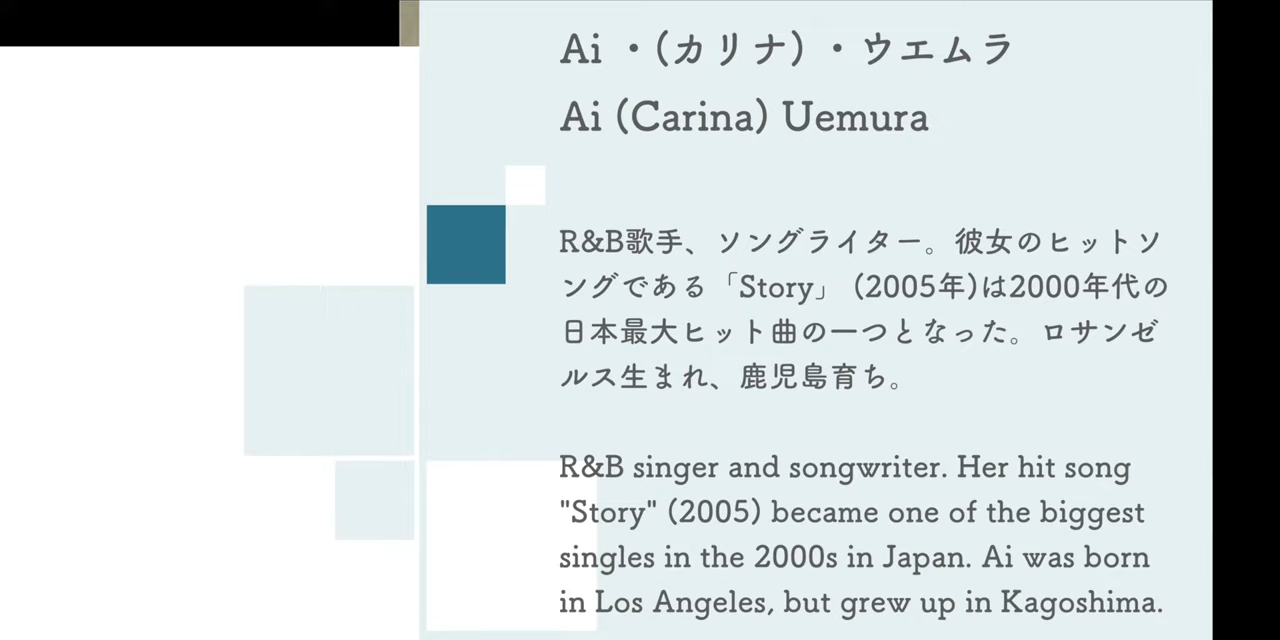 Ai ・(カリナ) ・ウエムラ
Ai (Carina) Uemura
R&B歌手、ソングライター。彼女のヒットソ
ングである「Story」 (2005年)は2000年代の
日本最大ヒット曲の一つとなった。ロサンゼ
ルス生まれ、鹿児島育ち。
R&B singer and songwriter. Her hit song
"Story" (2005) became one of the biggest
singles in the 2000s in Japan. Ai was born
in Los Angeles, but grew up in Kagoshima.